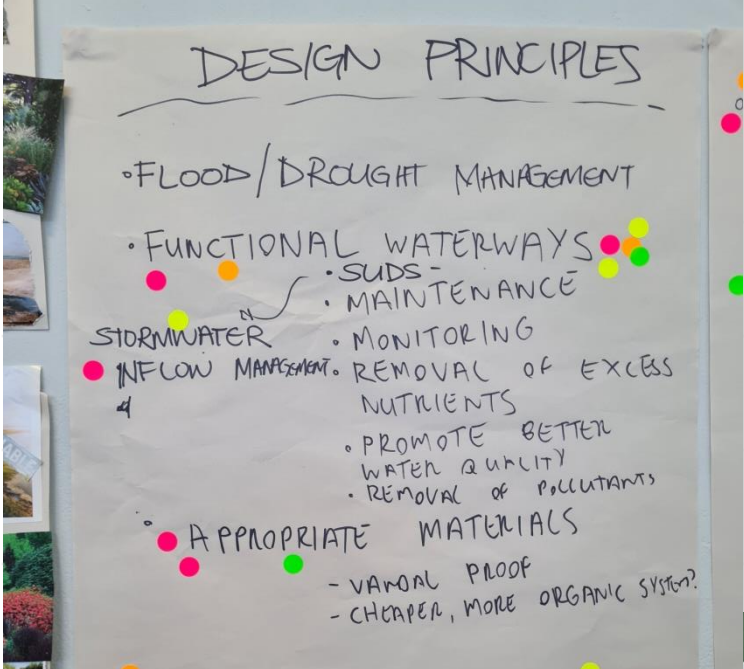 DESIGN PRINCIPLES
• FLOOD/DROUGHT MANAGEMENT
• FUNCTIONAL WATERWAYS
• SUDS -
• MAINTENANCE
STORMWATER
INFLOW MANAGEMENT
• MONITORING
• REMOVAL OF EXCESS
NUTRIENTS
• PROMOTE BETTER
WATER QUALITY
• REMOVAL OF POLLUTANTS
• APPROPRIATE MATERIALS
- VANDAL PROOF
- CHEAPER, MORE ORGANIC SYSTEM?